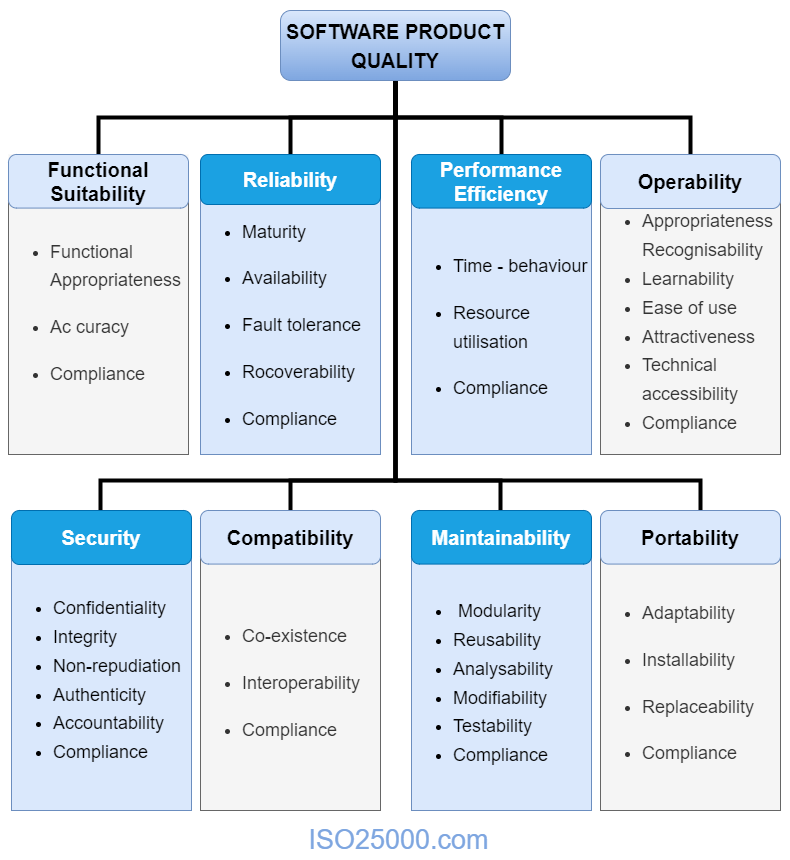 SOFTWARE PRODUCT
QUALITY
Functional
Suitability
Functional
Appropriateness
Ac curacy
Compliance
Reliability
Maturity
Availability
Fault tolerance
Rocoverability
Compliance
Performance
Efficiency
Time - behaviour
Resource
utilisation
Compliance
Operability
Appropriateness
Recognisability
Learnability
Ease of use
Attractiveness
Technical
accessibility
Compliance
Security
Confidentiality
Integrity
Non-repudiation
Authenticity
Accountability
Compliance
Compatibility
Co-existence
Interoperability
Compliance
Maintainability
Modularity
Reusability
Analysability
Modifiability
Testability
Compliance
Portability
Adaptability
Installability
Replaceability
Compliance
ISO25000.com